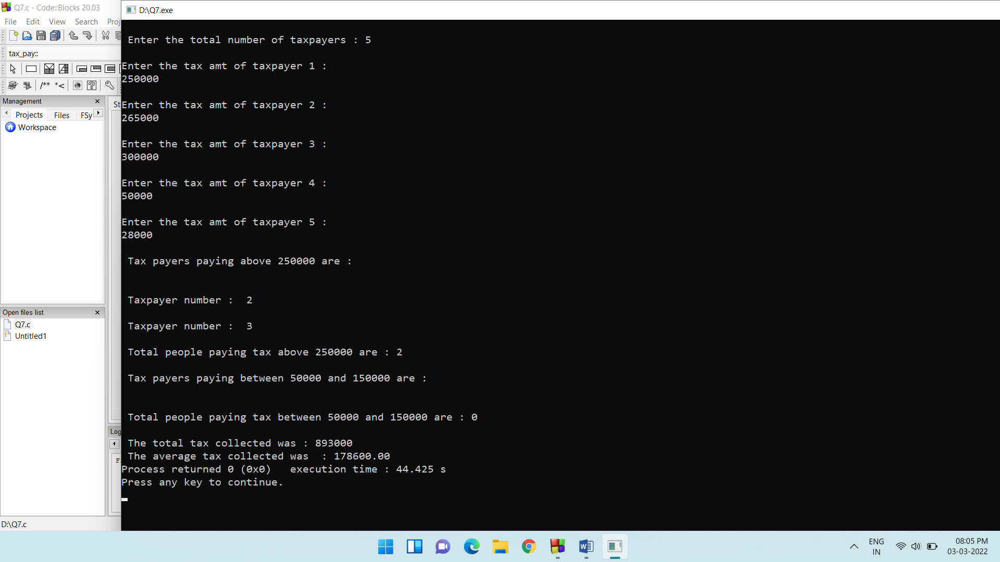 Q7.c - Code::Blocks 20.03
File Edit View Search Proj
tax_pay::
/** *<
Management
Projects Files FSy
Workspace
Open files list
Q7.c
Untitled1
St
Log
F
D:\Q7.c
D:\Q7.exe
Enter the total number of taxpayers : 5
Enter the tax amt of taxpayer 1 :
250000
Enter the tax amt of taxpayer 2 :
265000
Enter the tax amt of taxpayer 3 :
300000
Enter the tax amt of taxpayer 4 :
50000
Enter the tax amt of taxpayer 5 :
28000
Tax payers paying above 250000 are :
Taxpayer number :  2
Taxpayer number :  3
Total people paying tax above 250000 are : 2
Tax payers paying between 50000 and 150000 are :
Total people paying tax between 50000 and 150000 are : 0
The total tax collected was : 893000
The average tax collected was  : 178600.00
Process returned 0 (0x0)   execution time : 44.425 s
Press any key to continue.
ENG
IN
08:05 PM
03-03-2022